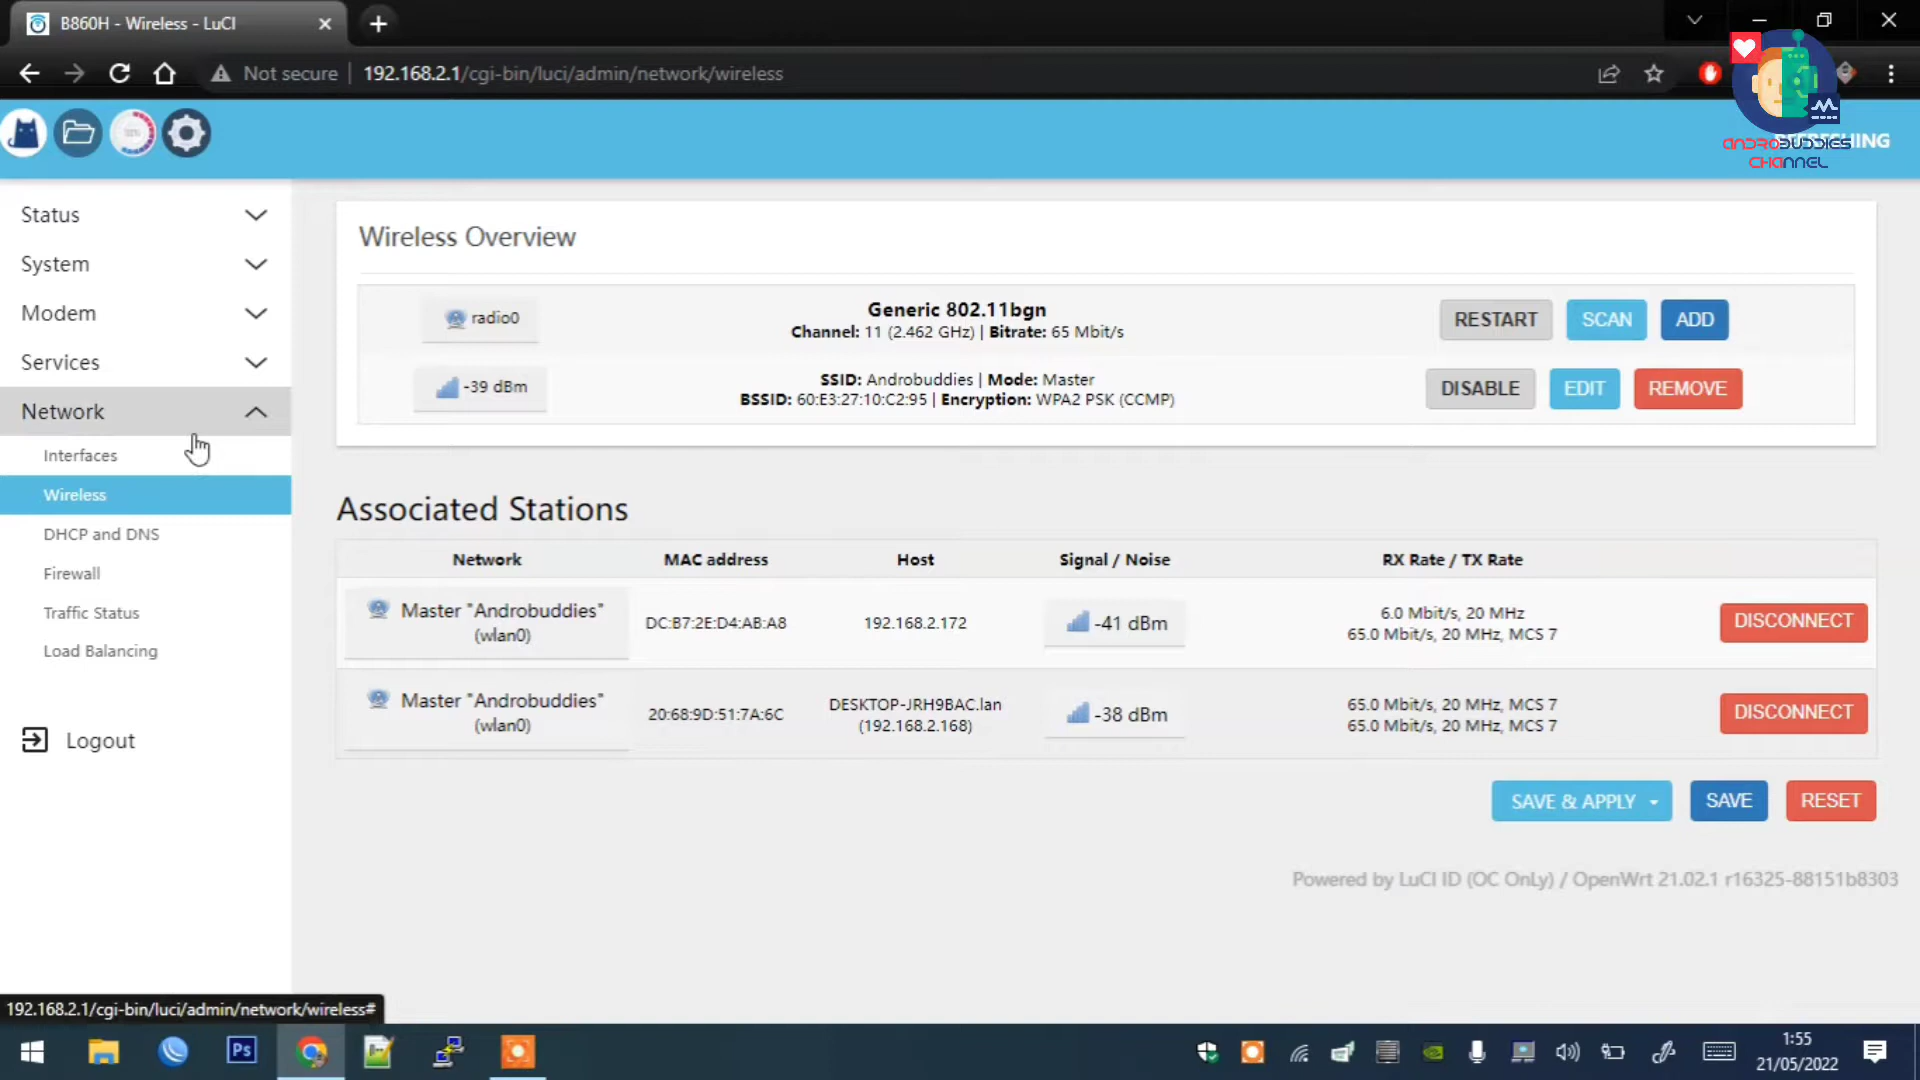 B860H - Wireless - LuCI
Not secure
192.168.2.1/cgi-bin/luci/admin/network/wireless
ANDROBUDDIES
CHANNEL
Status
System
Modem
Services
Network
Interfaces
Wireless
DHCP and DNS
Firewall
Traffic Status
Load Balancing
Logout
Wireless Overview
radio0
Generic 802.11bgn
Channel: 11 (2.462 GHz) | Bitrate: 65 Mbit/s
RESTART
SCAN
ADD
-39 dBm
SSID: Androbuddies | Mode: Master
BSSID: 60:E3:27:10:C2:95 | Encryption: WPA2 PSK (CCMP)
DISABLE
EDIT
REMOVE
Associated Stations
Network
MAC address
Host
Signal / Noise
RX Rate / TX Rate
Master "Androbuddies"
(wlan0)
DC:B7:2E:D4:AB:A8
192.168.2.172
-41 dBm
6.0 Mbit/s, 20 MHz
65.0 Mbit/s, 20 MHz, MCS 7
DISCONNECT
Master "Androbuddies"
(wlan0)
20:68:9D:51:7A:6C
DESKTOP-JRH9BAC.lan
(192.168.2.168)
-38 dBm
65.0 Mbit/s, 20 MHz, MCS 7
65.0 Mbit/s, 20 MHz, MCS 7
DISCONNECT
SAVE & APPLY
SAVE
RESET
Powered by LuCI ID (OC OnLy) / OpenWrt 21.02.1 r16325-88151b8303
192.168.2.1/cgi-bin/luci/admin/network/wireless#
Ps
1:55
21/05/2022